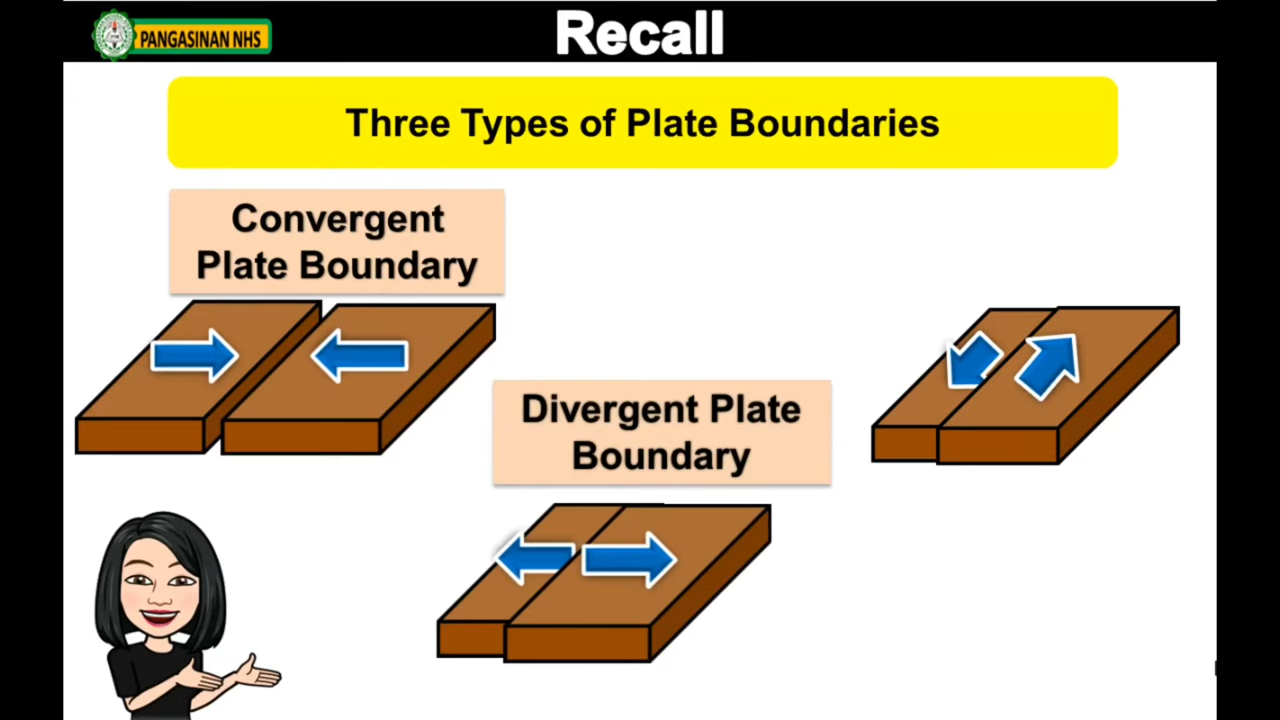 PANGASINAN NHS
Recall
Three Types of Plate Boundaries
Convergent
Plate Boundary
Divergent Plate
Boundary